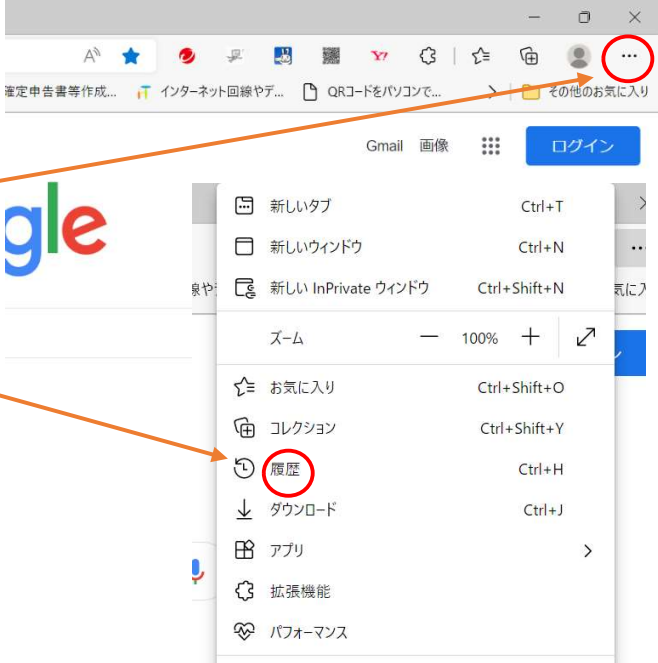 A
Y!
確定申告書等作成...
インターネット回線やデ...
QRコードをパソコンで...
その他のお気に入り
Gmail 画像
ログイン
gle
新しいタブ Ctrl+T
新しいウィンドウ Ctrl+N
線や
新しい InPrivate ウィンドウ Ctrl+Shift+N
気に入
ズーム 100%
お気に入り Ctrl+Shift+O
コレクション Ctrl+Shift+Y
履歴 Ctrl+H
ダウンロード Ctrl+J
アプリ
拡張機能
パフォーマンス